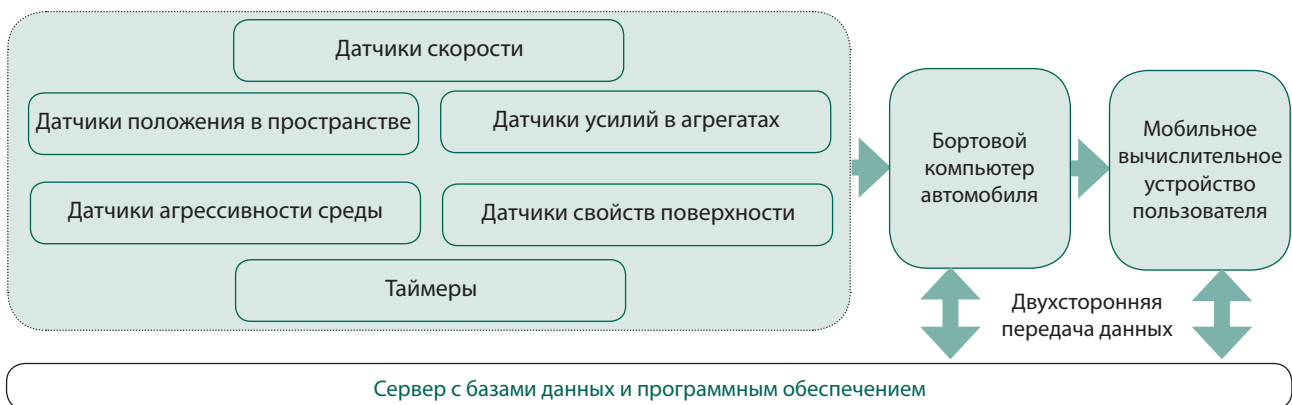 Датчики скорости
Датчики положения в пространстве
Датчики усилий в агрегатах
Датчики агрессивности среды
Датчики свойств поверхности
Таймеры
Бортовой
компьютер
автомобиля
Мобильное
вычислительное
устройство
пользователя
Двухсторонняя
передача данных
Сервер с базами данных и программным обеспечением